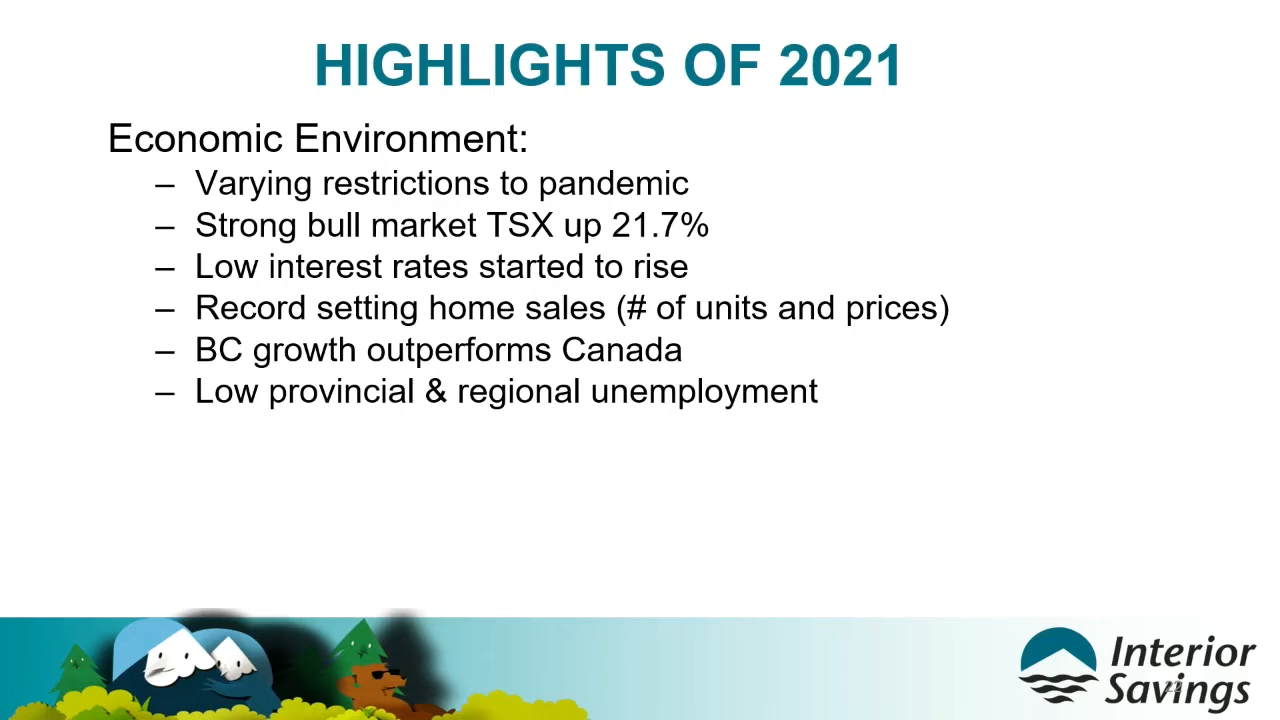 HIGHLIGHTS OF 2021
Economic Environment:
– Varying restrictions to pandemic
– Strong bull market TSX up 21.7%
– Low interest rates started to rise
– Record setting home sales (# of units and prices)
– BC growth outperforms Canada
– Low provincial & regional unemployment
Interior
Savings